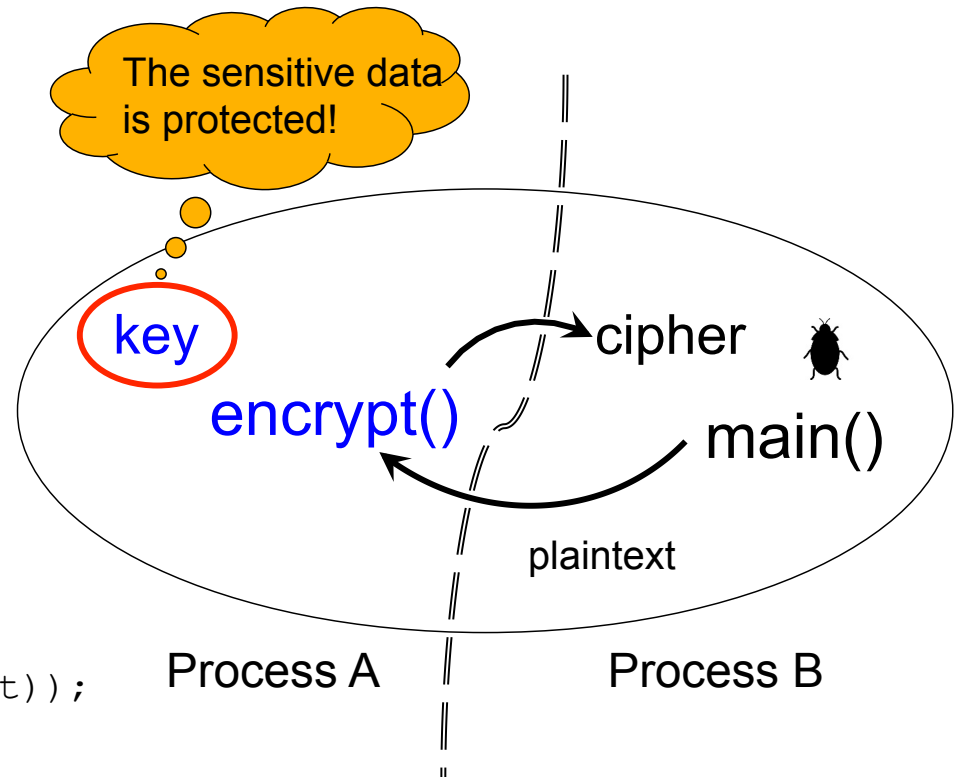 The sensitive data
is protected!
key
cipher
encrypt()
main()
plaintext
t));
Process A
Process B